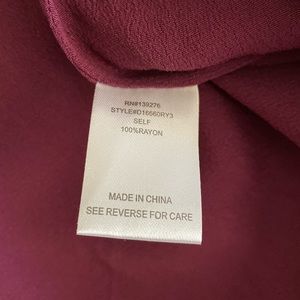 RN#139276
STYLE#D16660RY3
SELF
100%RAYON
MADE IN CHINA
SEE REVERSE FOR CARE